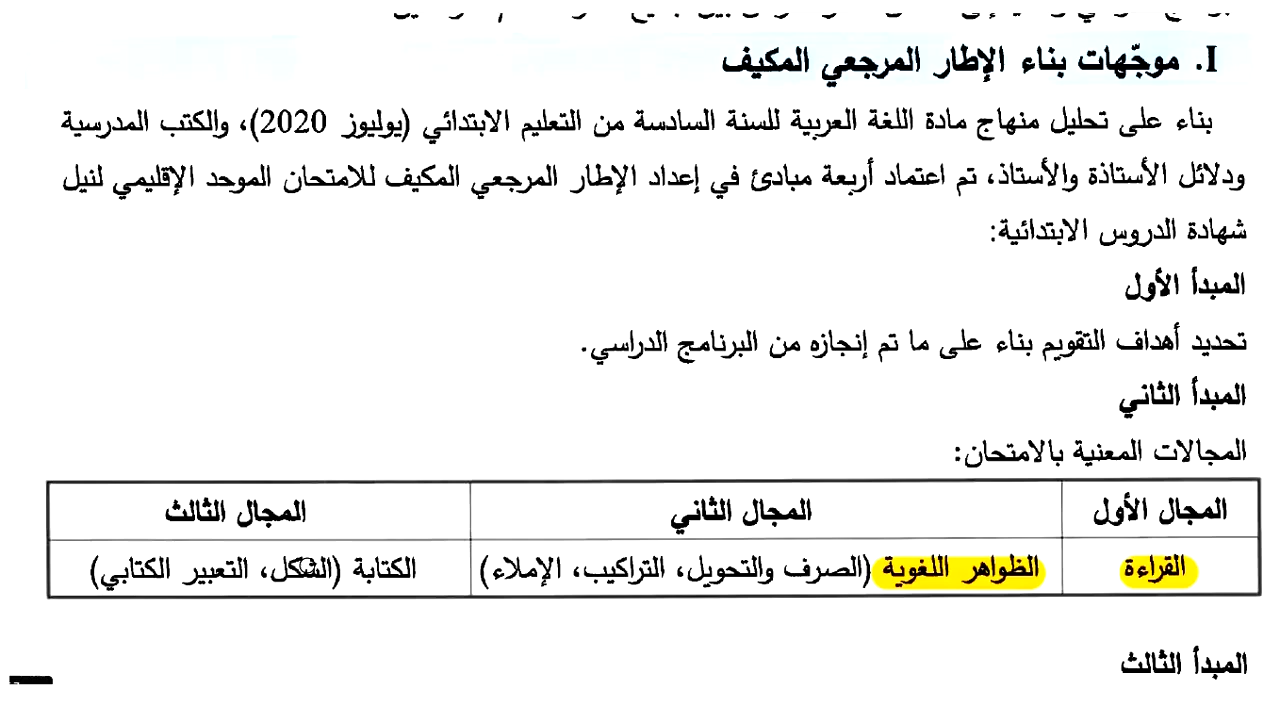 I. موجّهات بناء الإطار المرجعي المكيف
بناء على تحليل منهاج مادة اللغة العربية للسنة السادسة من التعليم الابتدائي (يوليوز 2020)، والكتب المدرسية
ودلائل الأستاذة والأستاذ، تم اعتماد أربعة مبادئ في إعداد الإطار المرجعي المكيف للامتحان الموحد الإقليمي لنيل
شهادة الدروس الابتدائية:
المبدأ الأول
تحديد أهداف التقويم بناء على ما تم إنجازه من البرنامج الدراسي.
المبدأ الثاني
المجالات المعنية بالامتحان:
المجال الأول المجال الثاني المجال الثالث
القراءة الظواهر اللغوية (الصرف والتحويل، التراكيب، الإملاء) الكتابة (الشكل، التعبير الكتابي)
المبدأ الثالث